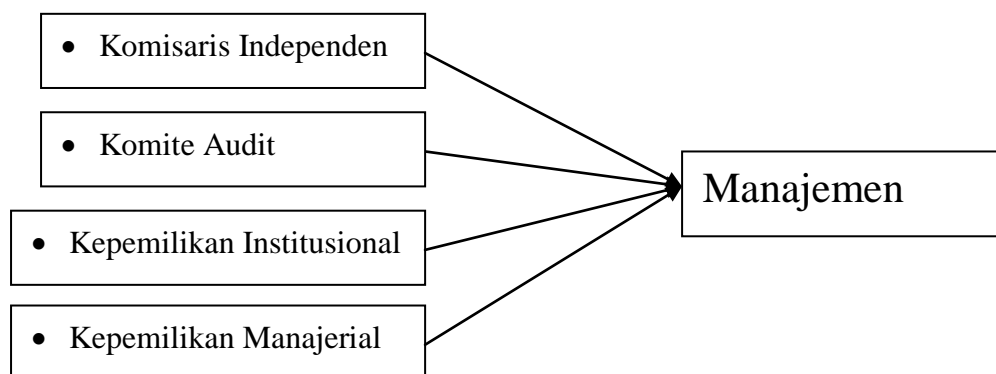 • Komisaris Independen
• Komite Audit
Manajemen
• Kepemilikan Institusional
• Kepemilikan Manajerial